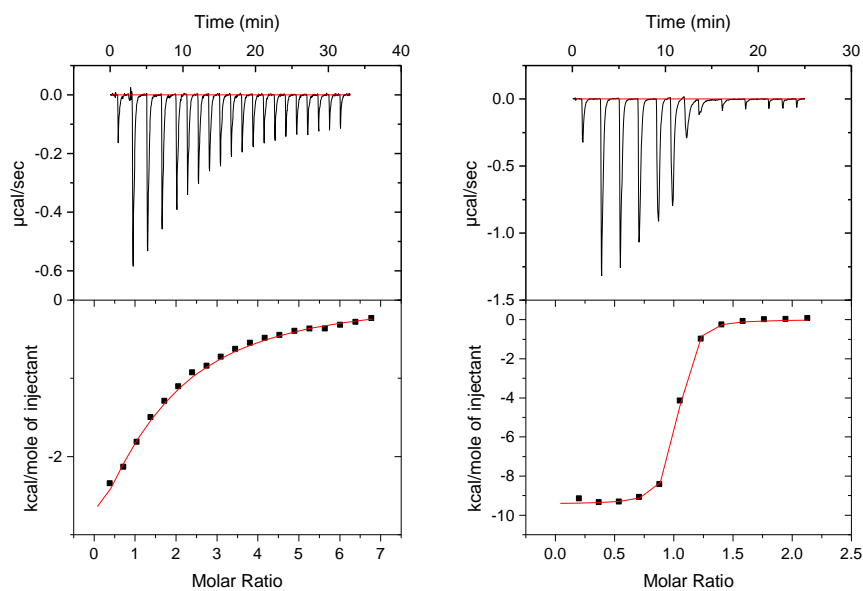 Time (min)
0 10 20 30 40
0.0
-0.2
-0.4
-0.6
µcal/sec
0
-2
kcal/mole of injectant
0 1 2 3 4 5 6 7
Molar Ratio
Time (min)
0 10 20 30
0.0
-0.5
-1.0
-1.5
µcal/sec
0
-2
-4
-6
-8
-10
kcal/mole of injectant
0.0 0.5 1.0 1.5 2.0 2.5
Molar Ratio